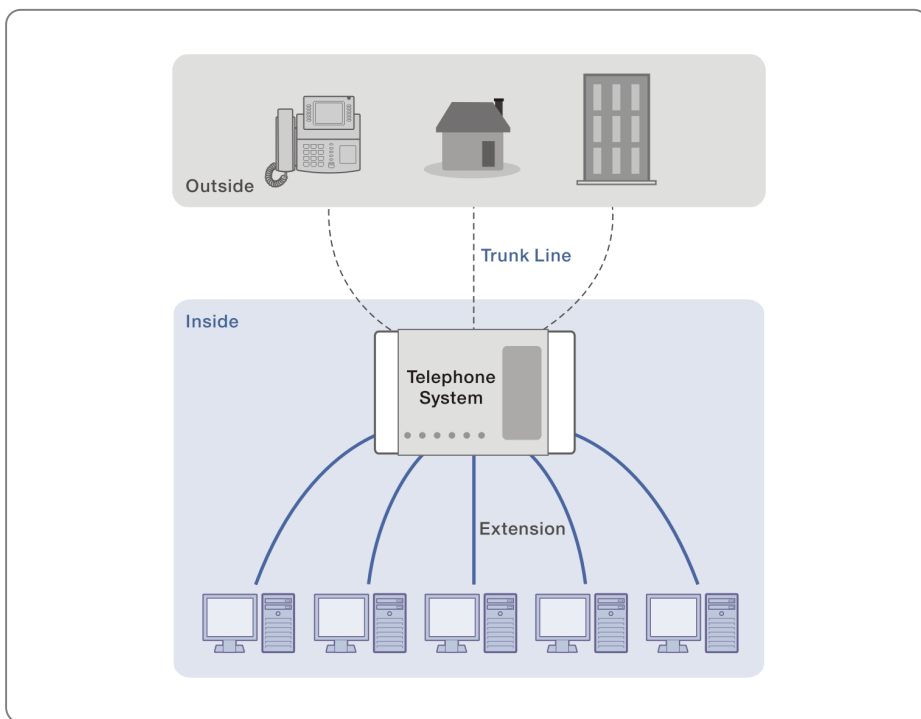 Outside
Trunk Line
Inside
Telephone
System
Extension